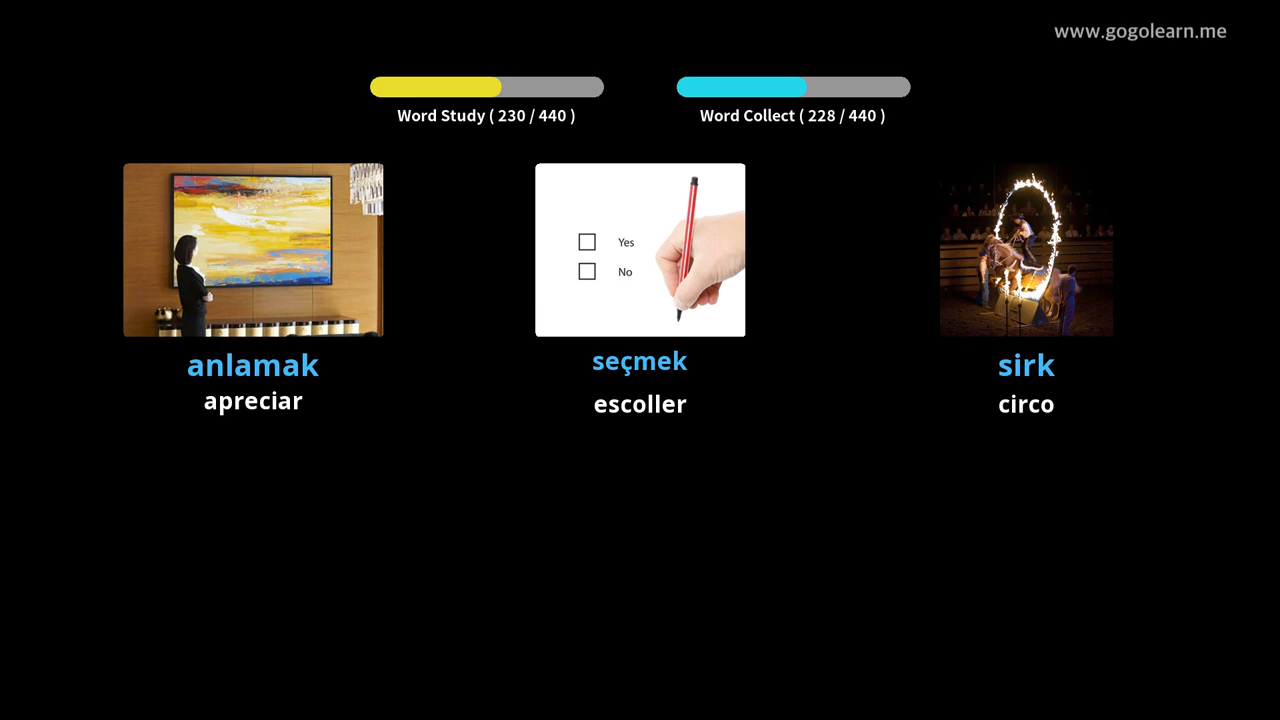 www.gogolearn.me
Word Study ( 230 / 440 )
Word Collect ( 228 / 440 )
Yes
No
anlamak
apreciar
seçmek
escoller
sirk
circo